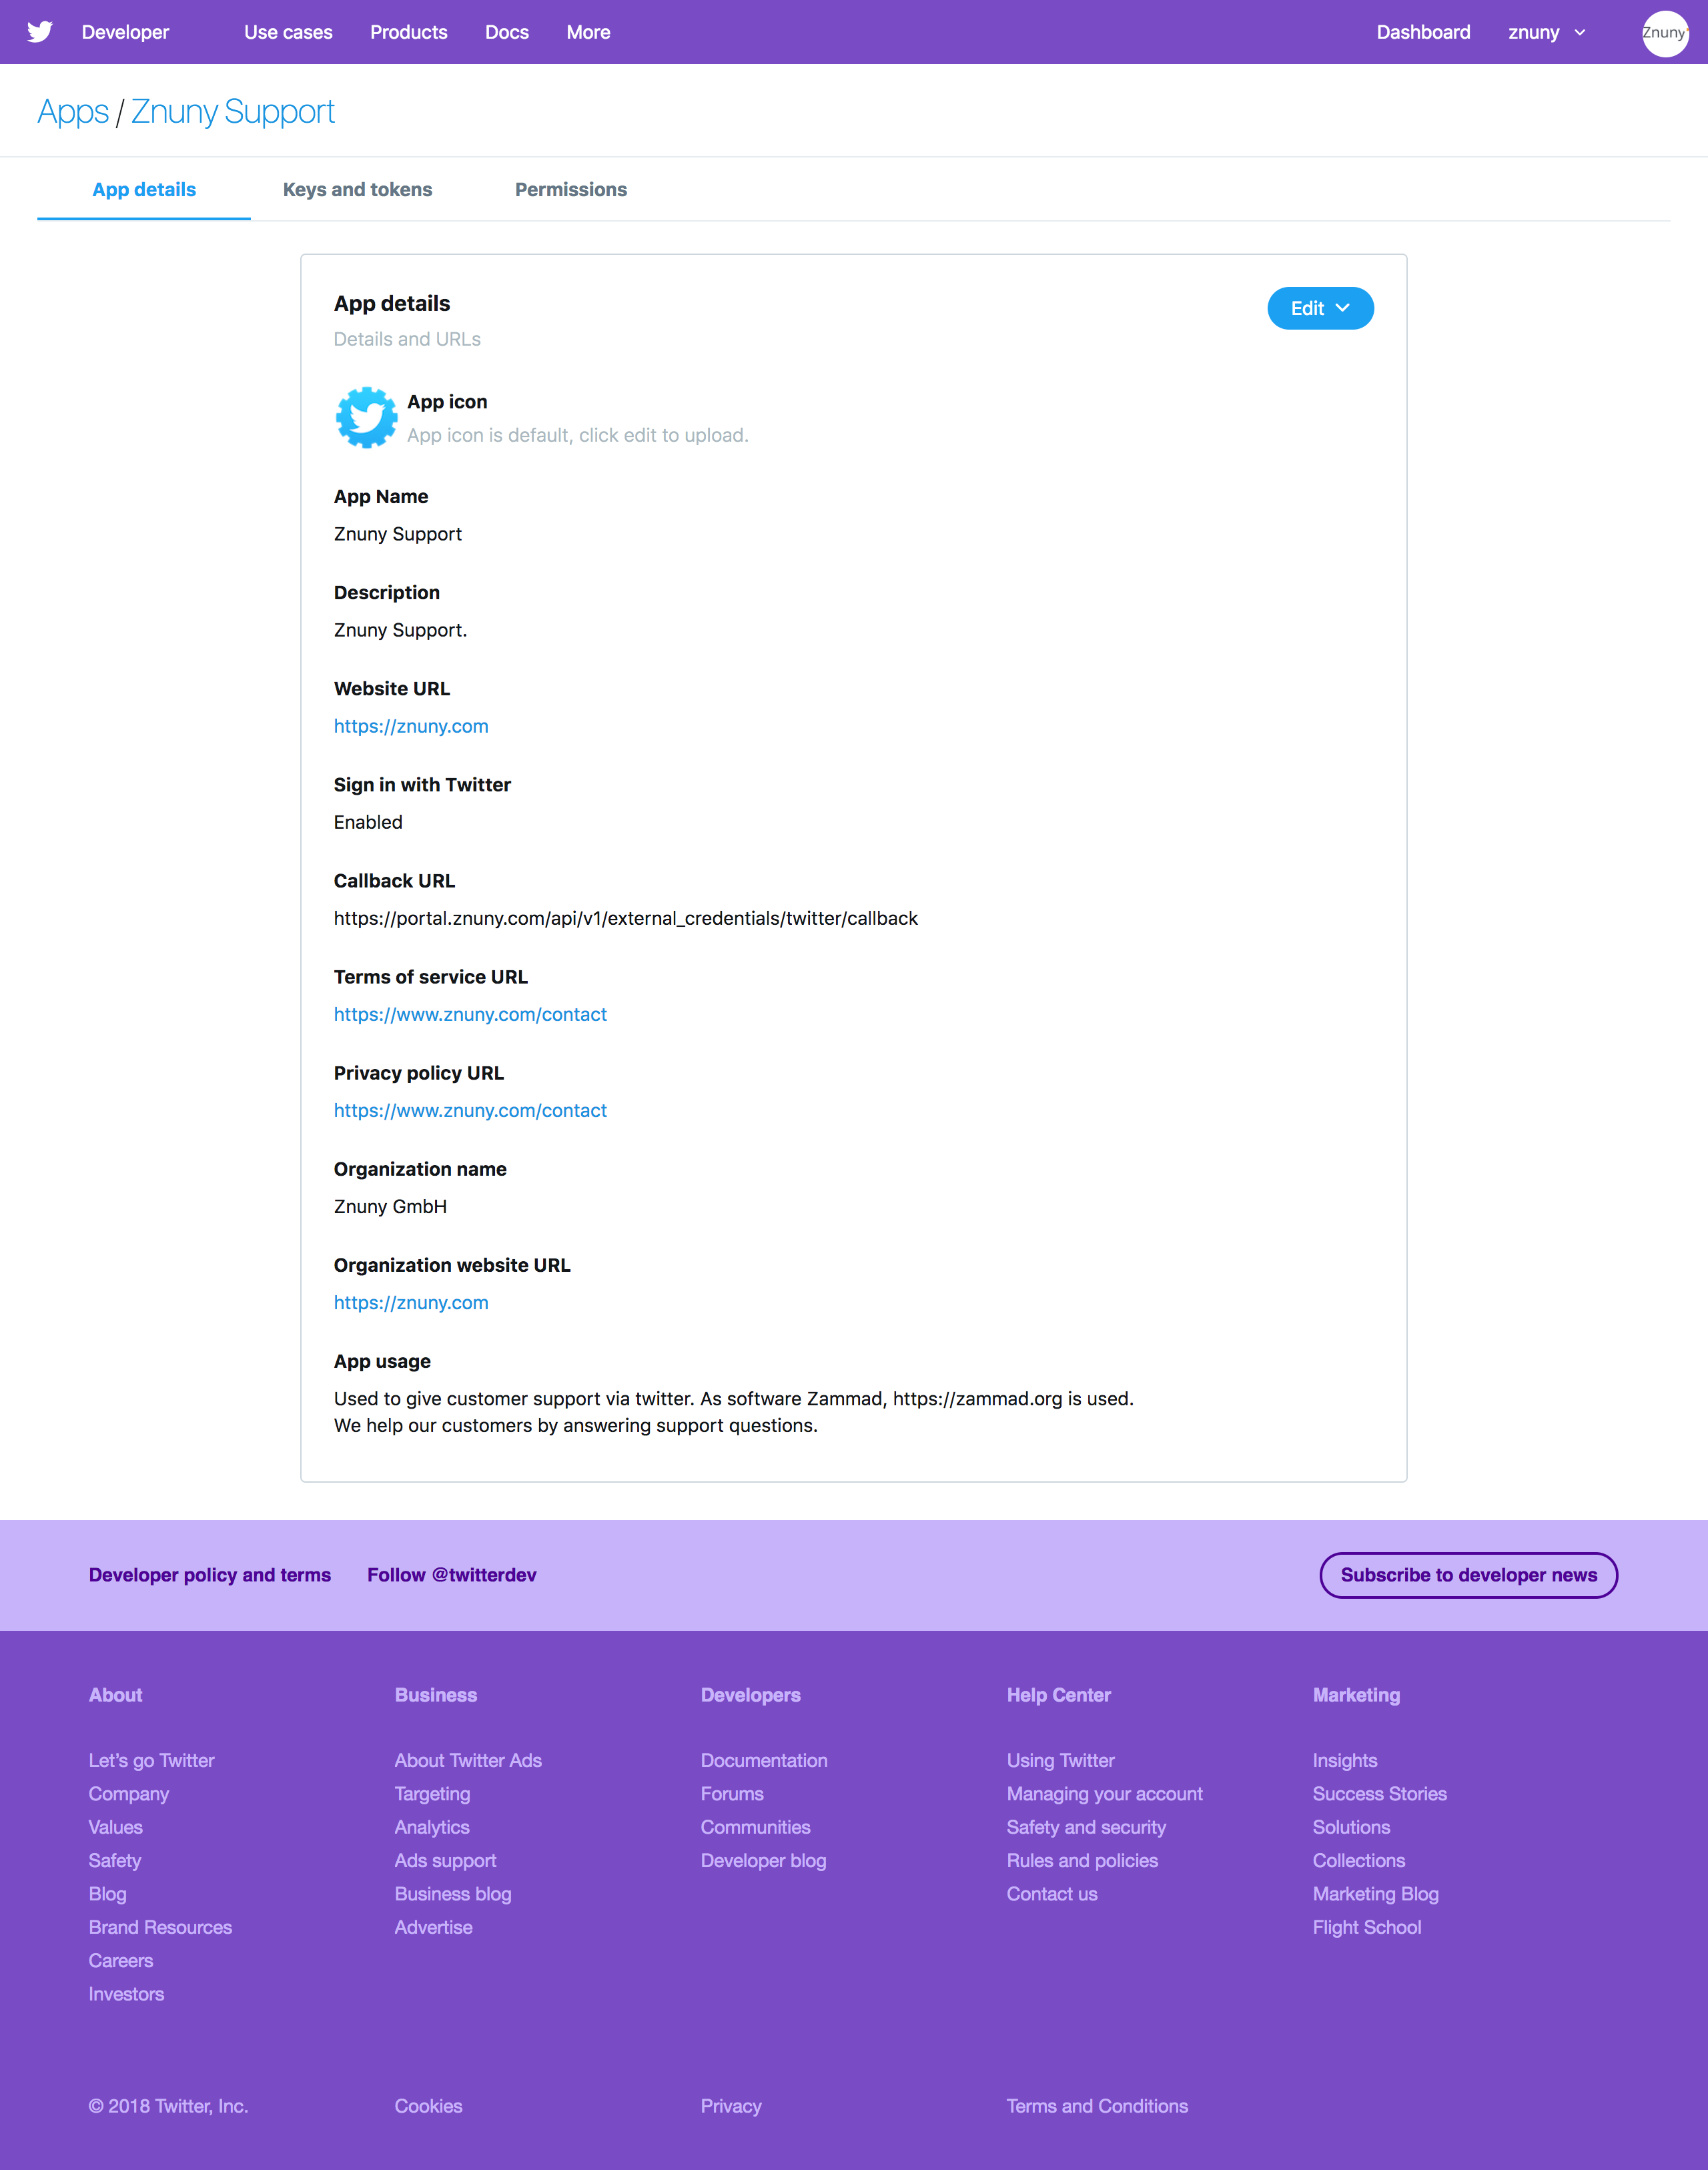 Developer Use cases Products Docs More Dashboard znuny Znuny
Apps / Znuny Support
App details Keys and tokens Permissions
App details
Edit
Details and URLs
App icon
App icon is default, click edit to upload.
App Name
Znuny Support
Description
Znuny Support.
Website URL
https://znuny.com
Sign in with Twitter
Enabled
Callback URL
https://portal.znuny.com/api/v1/external_credentials/twitter/callback
Terms of service URL
https://www.znuny.com/contact
Privacy policy URL
https://www.znuny.com/contact
Organization name
Znuny GmbH
Organization website URL
https://znuny.com
App usage
Used to give customer support via twitter. As software Zammad, https://zammad.org is used.
We help our customers by answering support questions.
Developer policy and terms Follow @twitterdev Subscribe to developer news
About
Let’s go Twitter
Company
Values
Safety
Blog
Brand Resources
Careers
Investors
Business
About Twitter Ads
Targeting
Analytics
Ads support
Business blog
Advertise
Developers
Documentation
Forums
Communities
Developer blog
Help Center
Using Twitter
Managing your account
Safety and security
Rules and policies
Contact us
Marketing
Insights
Success Stories
Solutions
Collections
Marketing Blog
Flight School
© 2018 Twitter, Inc. Cookies Privacy Terms and Conditions